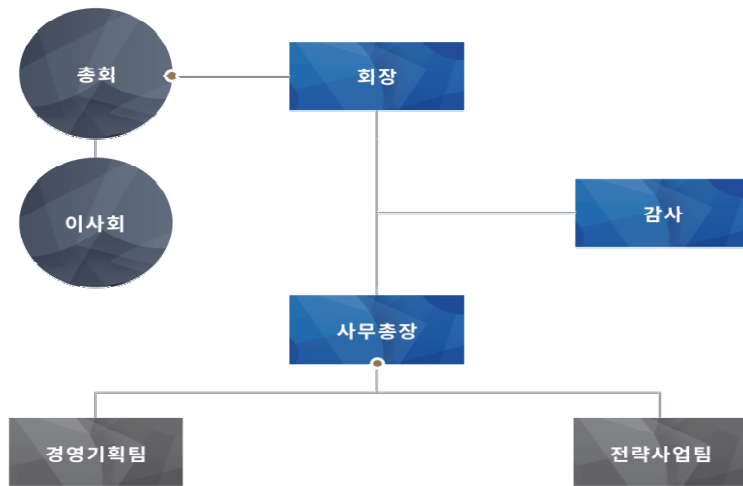 총회
회장
이사회
감사
사무총장
경영기획팀
전략사업팀